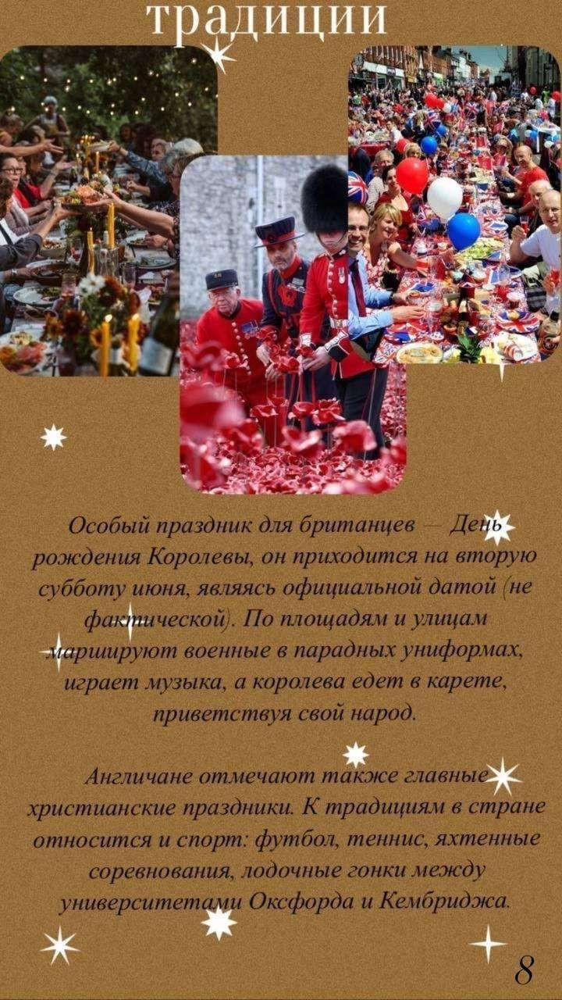 традиции
Особый праздник для британцев — День
рождения Королевы, он приходится на вторую
субботу июня, являясь официальной датой (не
фактической). По площадям и улицам
маршируют военные в парадных униформах,
играет музыка, а королева едет в карете,
приветствуя свой народ.
Англичане отмечают также главные
христианские праздники. К традициям в стране
относится и спорт: футбол, теннис, яхтенные
соревнования, лодочные гонки между
университетами Оксфорда и Кембриджа.
8